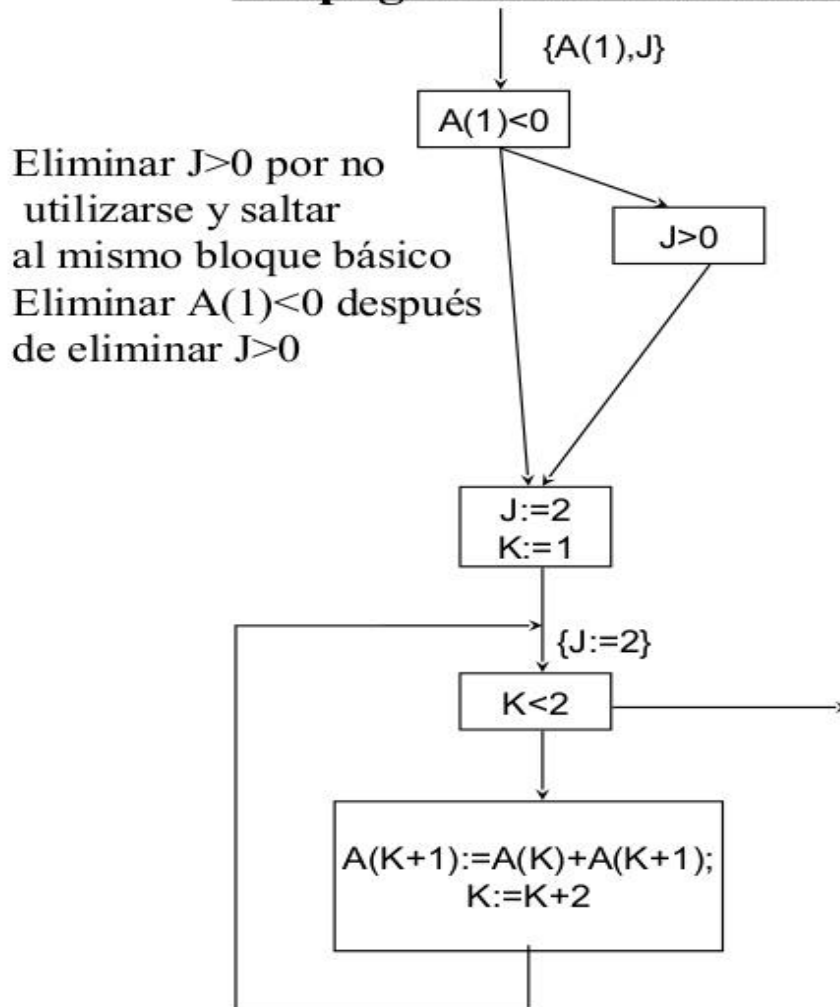 {A(1),J}
A(1)<0
Eliminar J>0 por no
utilizarse y saltar
al mismo bloque básico
Eliminar A(1)<0 después
de eliminar J>0
J>0
J:=2
K:=1
{J:=2}
K<2
A(K+1):=A(K)+A(K+1);
K:=K+2